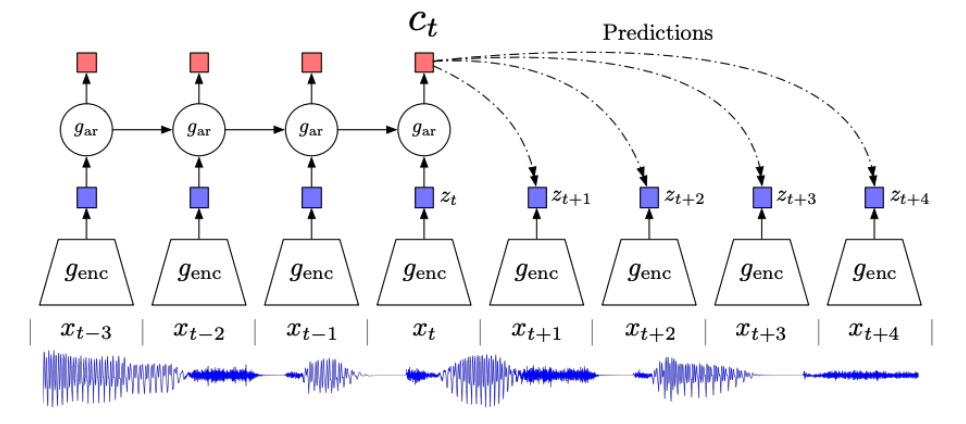 c_t
Predictions
g_ar g_ar g_ar g_ar
z_t z_{t+1} z_{t+2} z_{t+3} z_{t+4}
g_enc g_enc g_enc g_enc g_enc g_enc g_enc g_enc
x_{t−3} x_{t−2} x_{t−1} x_t x_{t+1} x_{t+2} x_{t+3} x_{t+4}